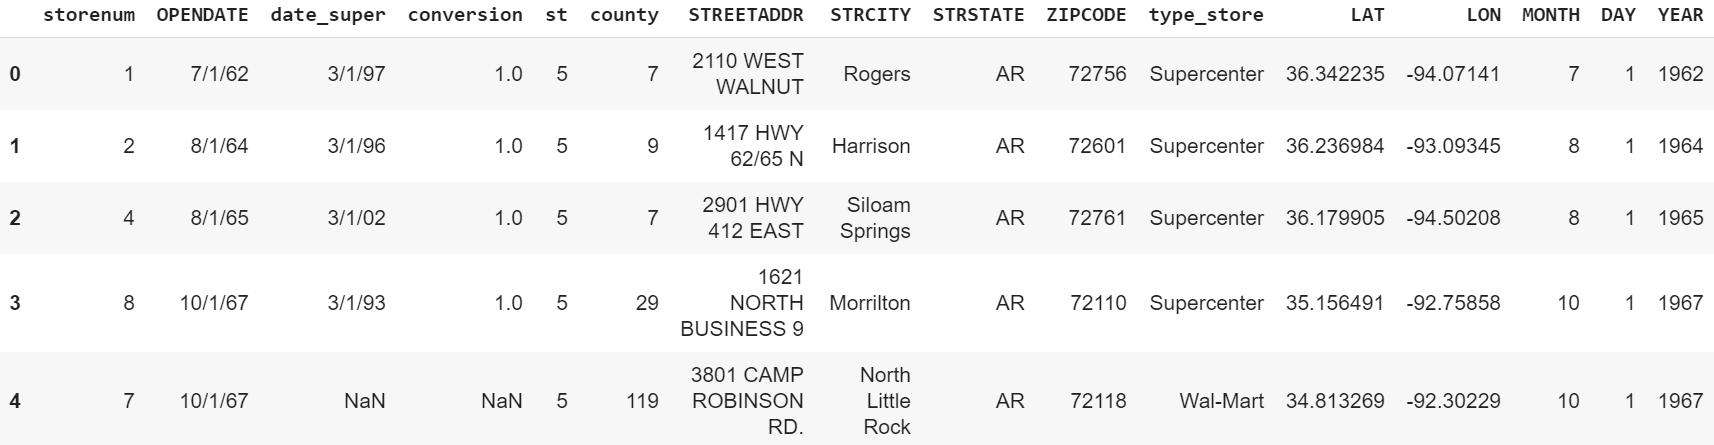 storenum OPENDATE date_super conversion st county STREETADDR STRCITY STRSTATE ZIPCODE type_store LAT LON MONTH DAY YEAR
0 1 7/1/62 3/1/97 1.0 5 7 2110 WEST WALNUT Rogers AR 72756 Supercenter 36.342235 -94.07141 7 1 1962
1 2 8/1/64 3/1/96 1.0 5 9 1417 HWY 62/65 N Harrison AR 72601 Supercenter 36.236984 -93.09345 8 1 1964
2 4 8/1/65 3/1/02 1.0 5 7 2901 HWY 412 EAST Siloam Springs AR 72761 Supercenter 36.179905 -94.50208 8 1 1965
3 8 10/1/67 3/1/93 1.0 5 29 1621 NORTH BUSINESS 9 Morrilton AR 72110 Supercenter 35.156491 -92.75858 10 1 1967
4 7 10/1/67 NaN NaN 5 119 3801 CAMP ROBINSON RD. North Little Rock AR 72118 Wal-Mart 34.813269 -92.30229 10 1 1967